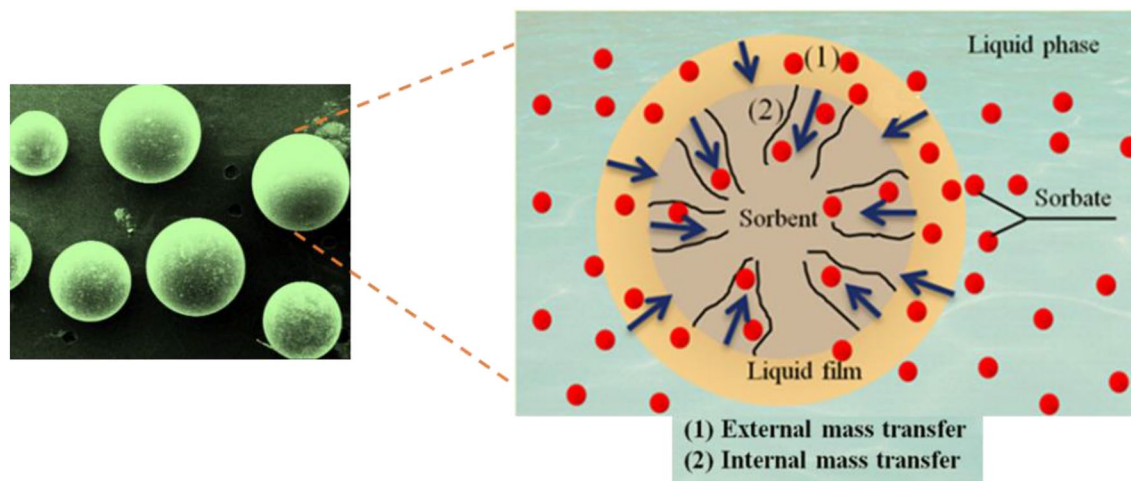 Liquid phase
(1)
(2)
Sorbate
Sorbent
Liquid film
(1) External mass transfer
(2) Internal mass transfer